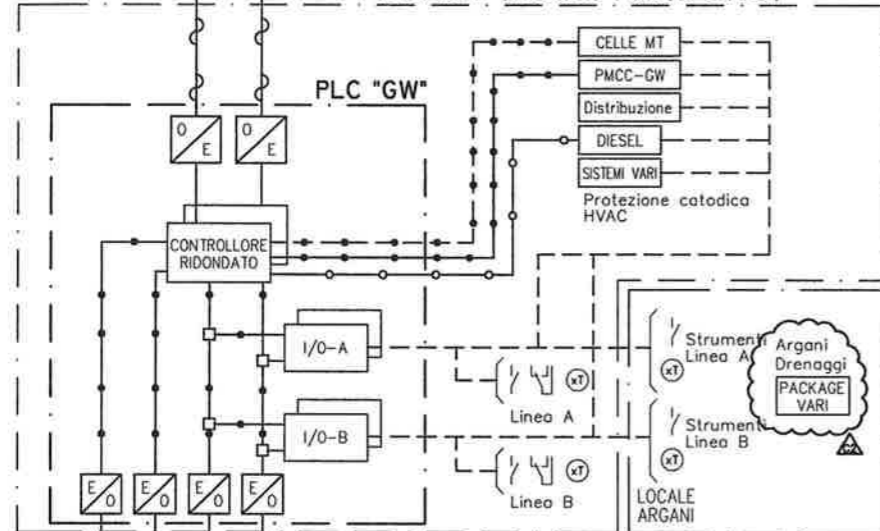 PLC "GW"
CELLE MT
PMCC-GW
Distribuzione
DIESEL
SISTEMI VARI
Protezione catodica
HVAC
O
E
O
E
CONTROLLORE
RIDONDATO
I/O-A
I/O-B
xT
Linea A
xT
Linea B
Strumenti
Linea A
xT
Strumenti
Linea B
xT
Argani
Drenaggi
PACKAGE
VARI
LOCALE
ARGANI
E
O
E
O
E
O
E
O